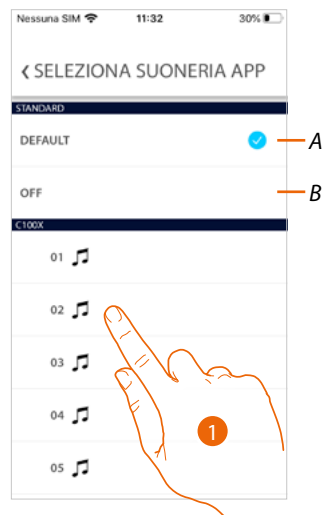 Nessuna SIM 11:32 30%
SELEZIONA SUONERIA APP
STANDARD
DEFAULT A
OFF B
C100X
01
02
03
04
05
1